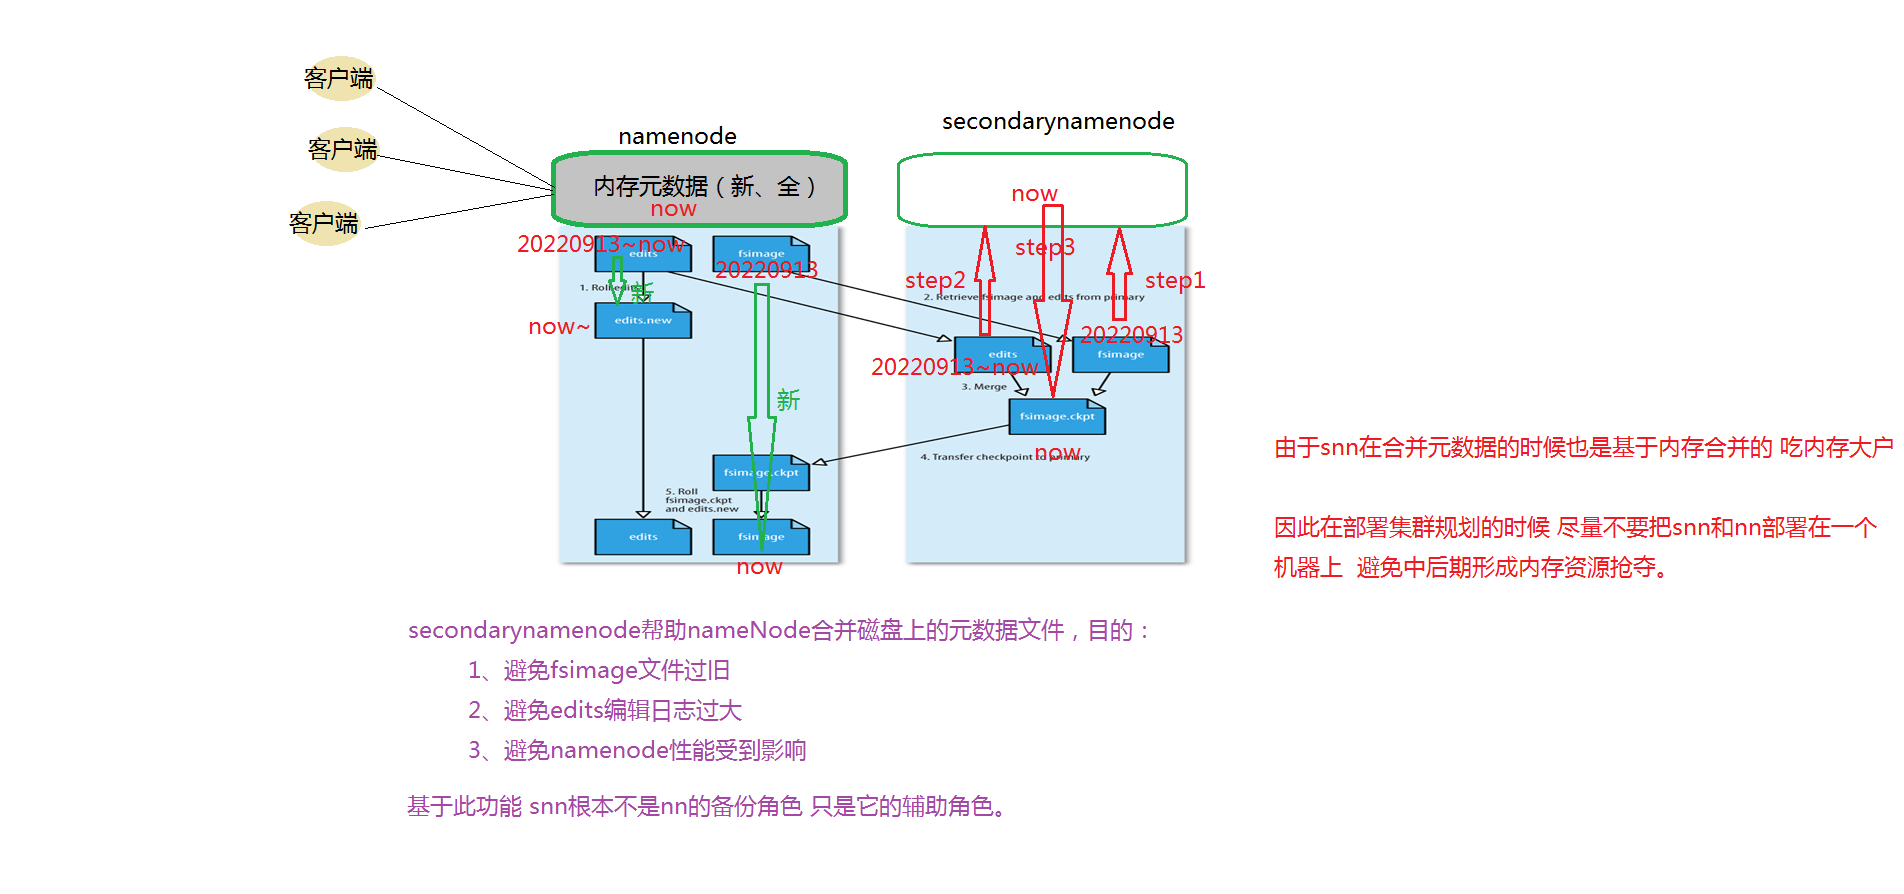 客户端
客户端
客户端
namenode
secondarynamenode
内存元数据（新、全）
now
now
20220913~now
edits
fsimage
20220913
1. Roll edits
新
edits.new
now~
step2
step3
step1
2. Retrieve fsimage and edits from primary
20220913
edits
fsimage
20220913~now
3. Merge
新
fsimage.ckpt
now
4. Transfer checkpoint to primary
fsimage.ckpt
5. Roll
fsimage.ckpt
and edits.new
edits
fsimage
now
由于snn在合并元数据的时候也是基于内存合并的 吃内存大户
因此在部署集群规划的时候 尽量不要把snn和nn部署在一个
机器上 避免中后期形成内存资源抢夺。
secondarynamenode帮助nameNode合并磁盘上的元数据文件，目的：
1、避免fsimage文件过旧
2、避免edits编辑日志过大
3、避免namenode性能受到影响
基于此功能 snn根本不是nn的备份角色 只是它的辅助角色。